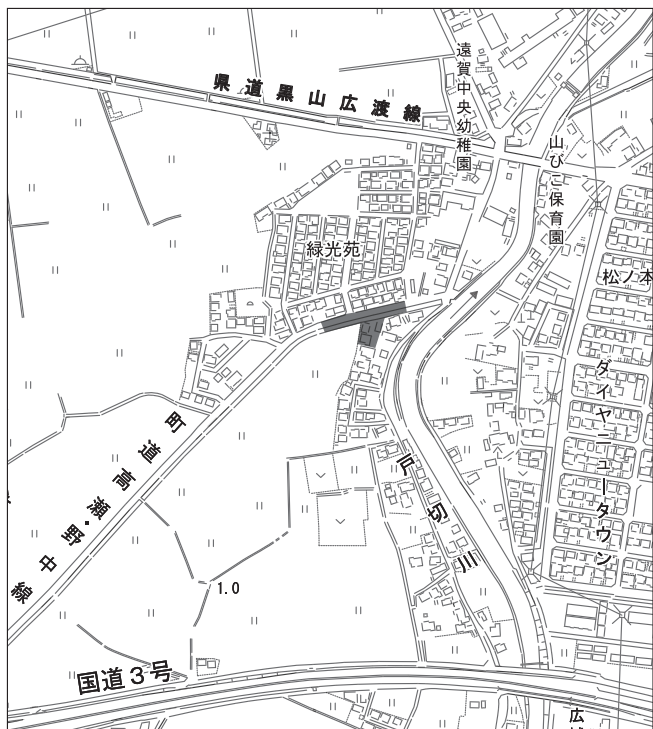 県道黒山広渡線
遠賀中央幼稚園
山びこ保育園
緑光苑
松ノ本
ダイヤニュータウン
町道高瀬・野中線
戸切川
1.0
国道3号
広